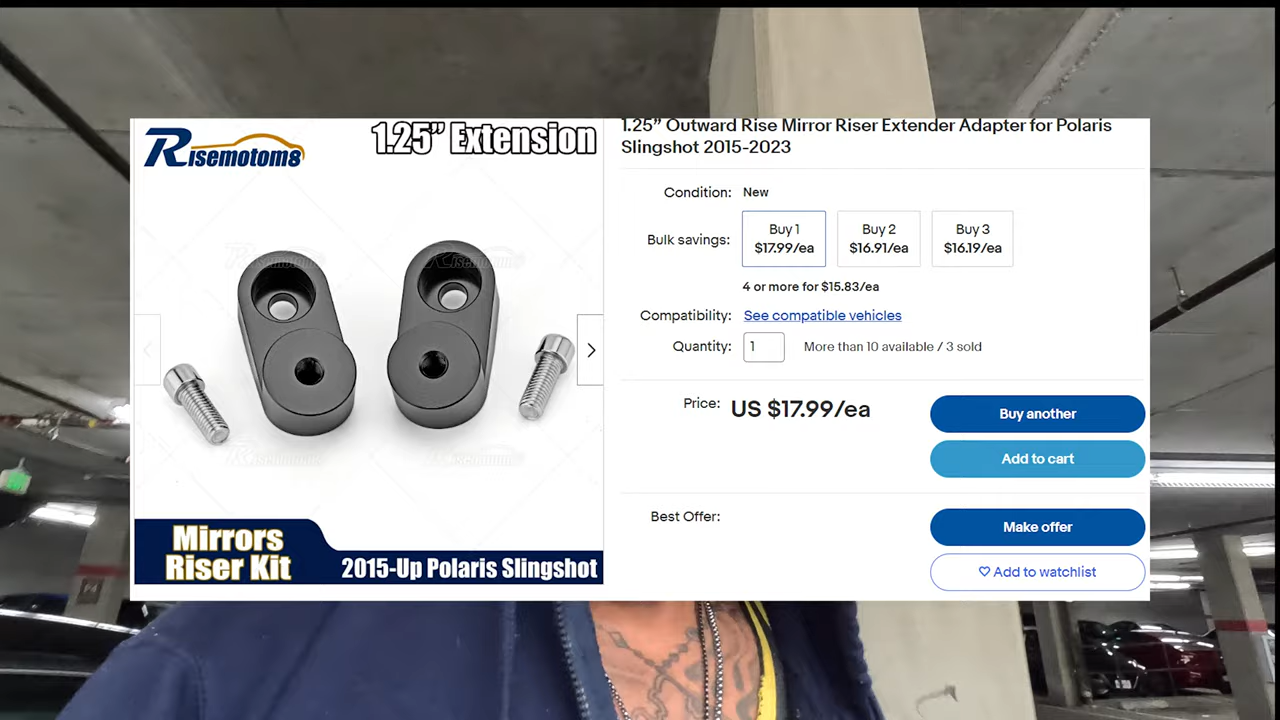 Risemotom8
1.25” Extension
Mirrors
Riser Kit
2015-Up Polaris Slingshot
1.25” Outward Rise Mirror Riser Extender Adapter for Polaris
Slingshot 2015-2023
Condition: New
Bulk savings:
Buy 1
$17.99/ea
Buy 2
$16.91/ea
Buy 3
$16.19/ea
4 or more for $15.83/ea
Compatibility: See compatible vehicles
Quantity: 1 More than 10 available / 3 sold
Price: US $17.99/ea
Buy another
Add to cart
Best Offer:
Make offer
Add to watchlist